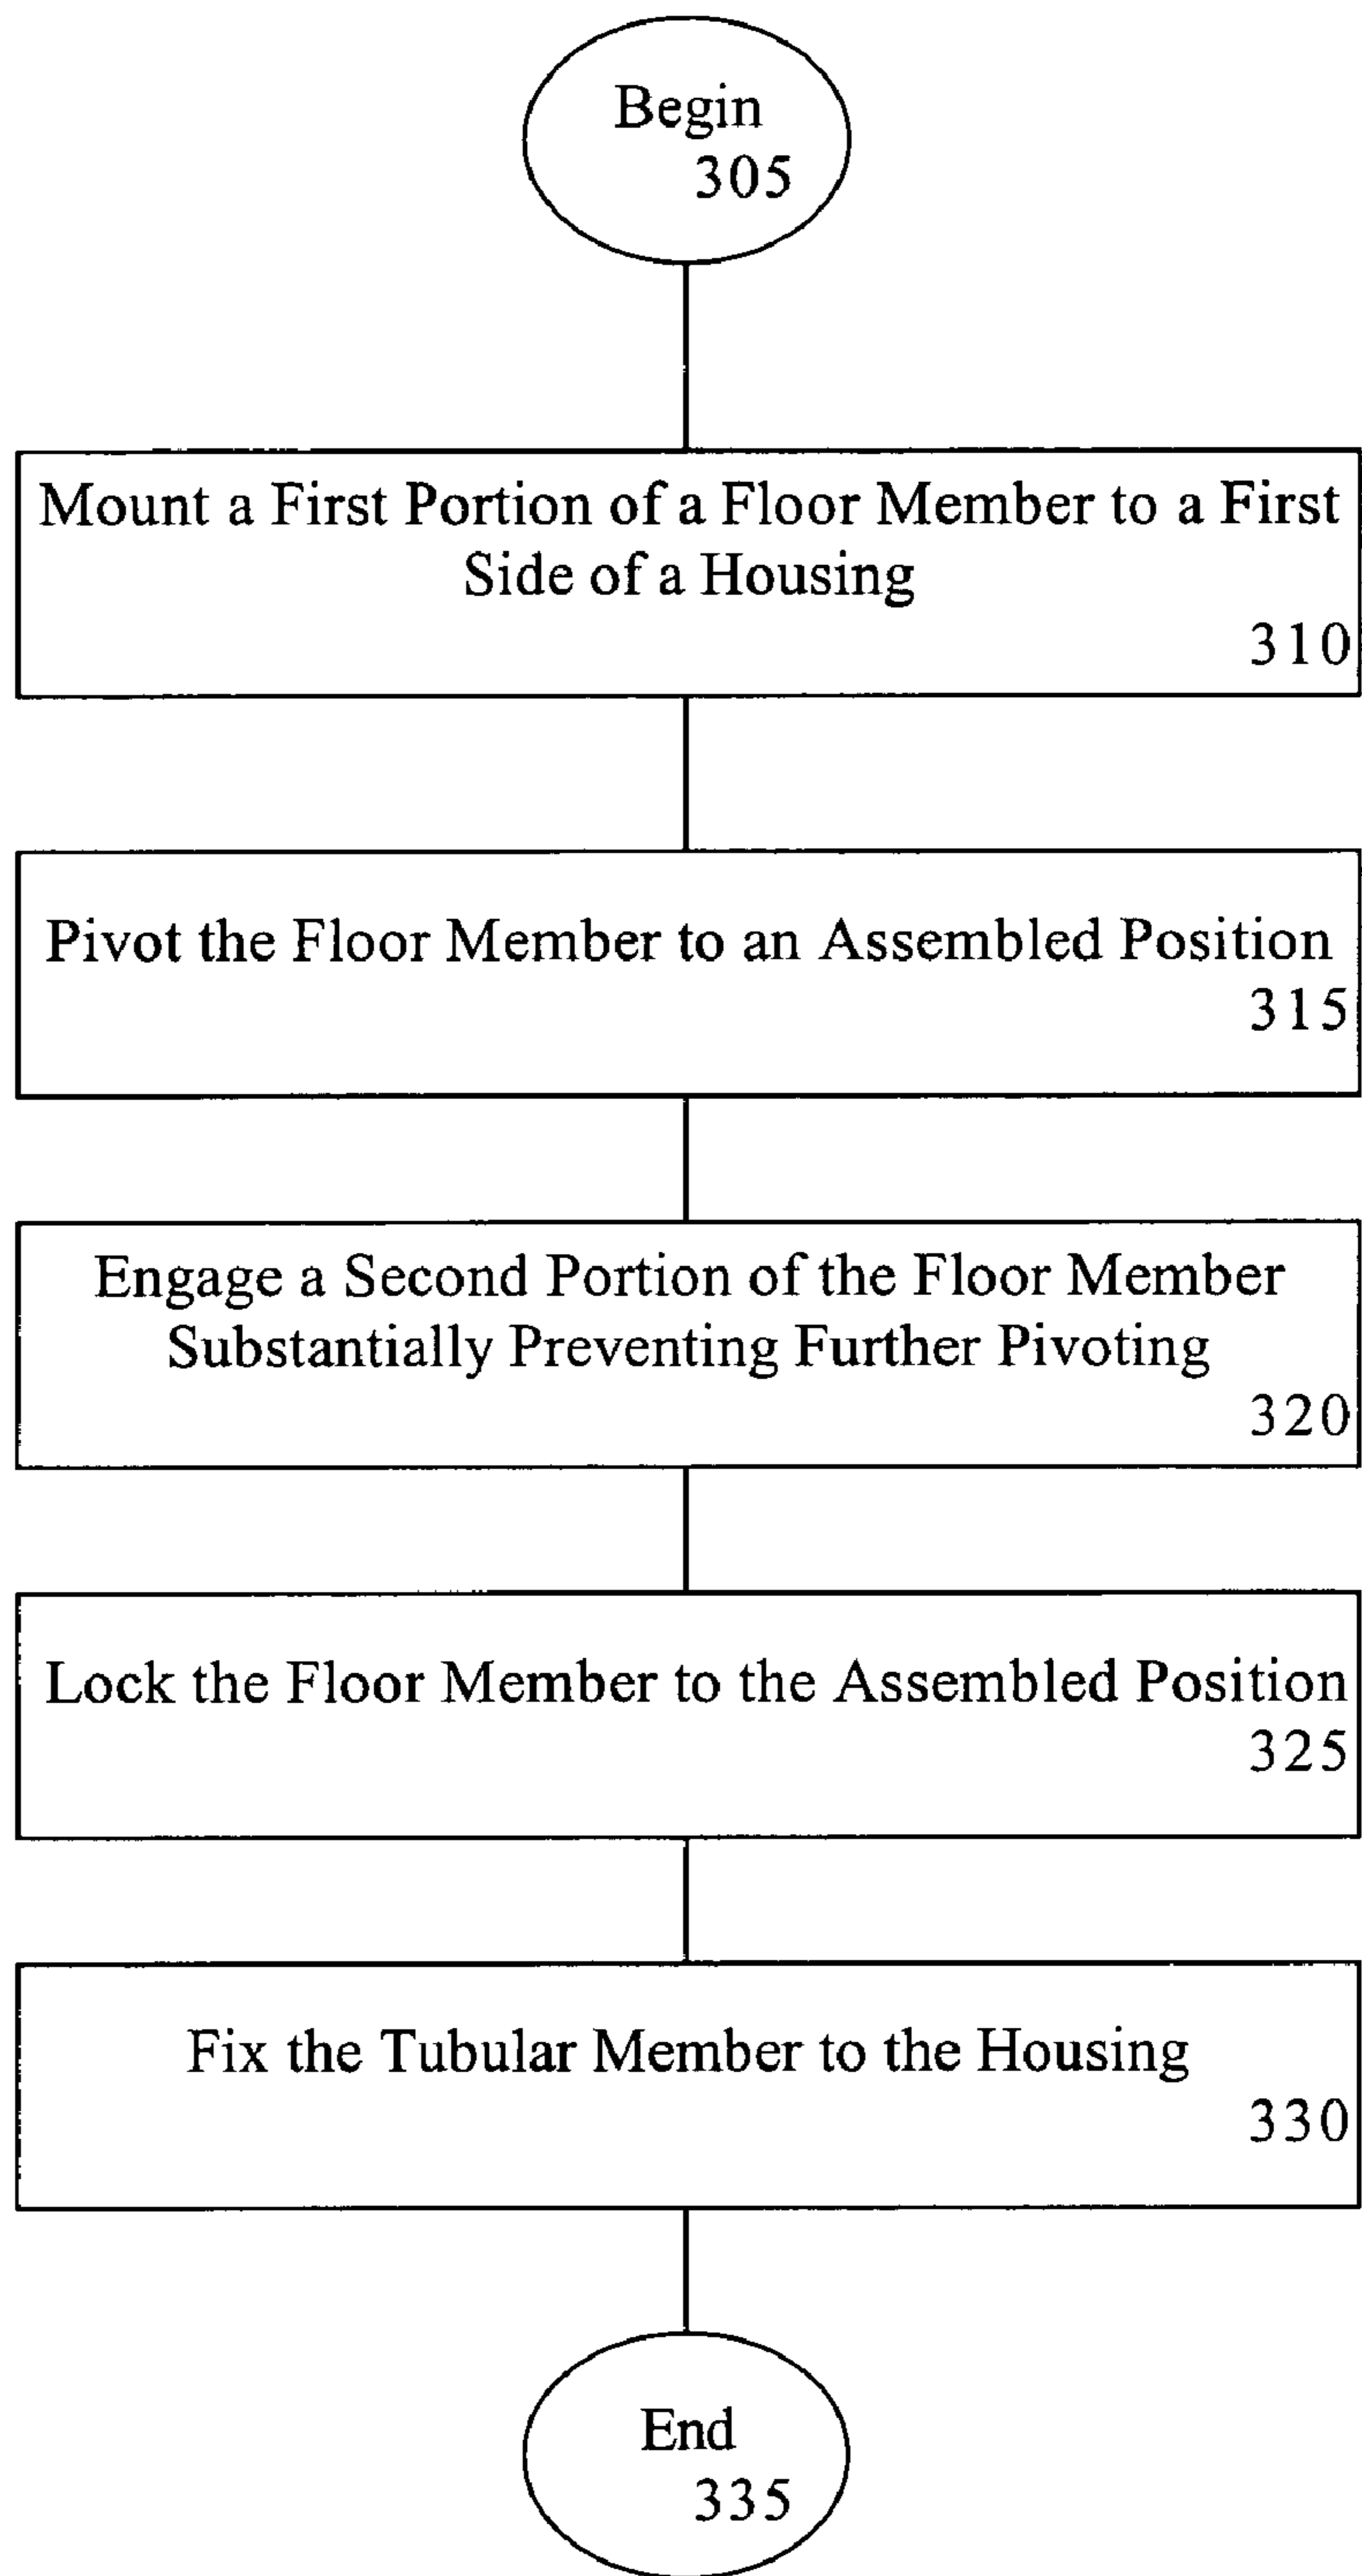 Begin
305
Mount a First Portion of a Floor Member to a First
Side of a Housing
310
Pivot the Floor Member to an Assembled Position
315
Engage a Second Portion of the Floor Member
Substantially Preventing Further Pivoting
320
Lock the Floor Member to the Assembled Position
325
Fix the Tubular Member to the Housing
330
End
335